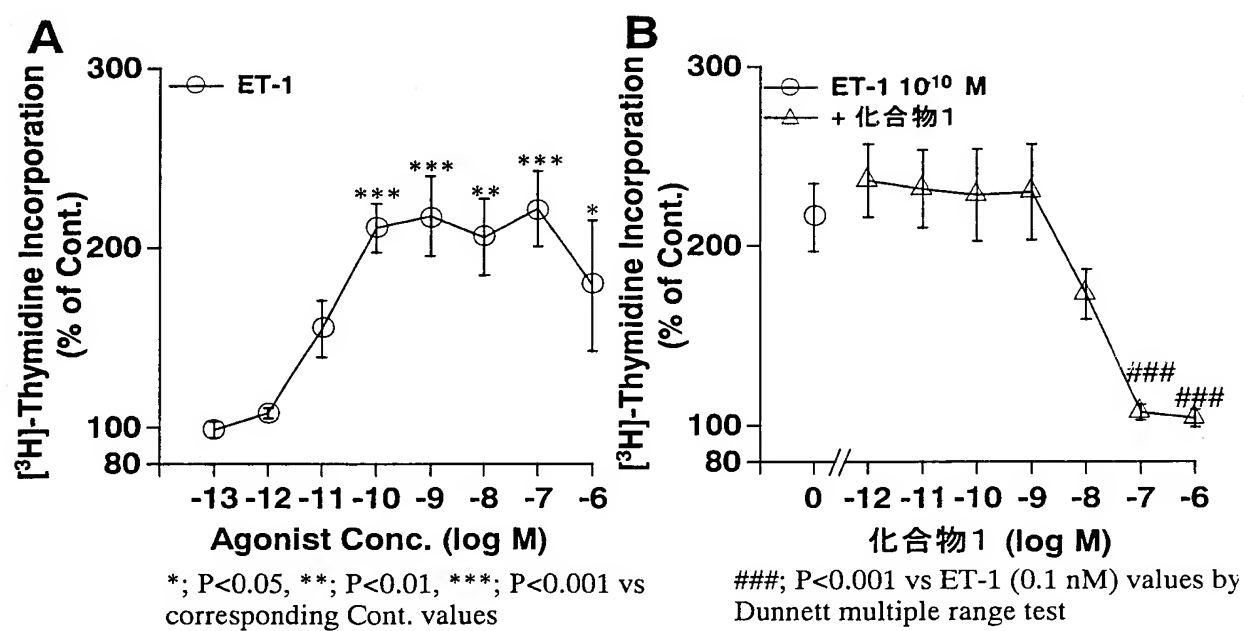 A
[³H]-Thymidine Incorporation
(% of Cont.)
300
200
100
80
ET-1
***
***
**
***
*
-13 -12 -11 -10 -9 -8 -7 -6
Agonist Conc. (log M)
*; P<0.05, **; P<0.01, ***; P<0.001 vs
corresponding Cont. values
B
[³H]-Thymidine Incorporation
(% of Cont.)
300
200
100
80
ET-1 10⁻¹⁰ M
+ 化合物1
###
###
0 -12 -11 -10 -9 -8 -7 -6
化合物1 (log M)
###; P<0.001 vs ET-1 (0.1 nM) values by
Dunnett multiple range test